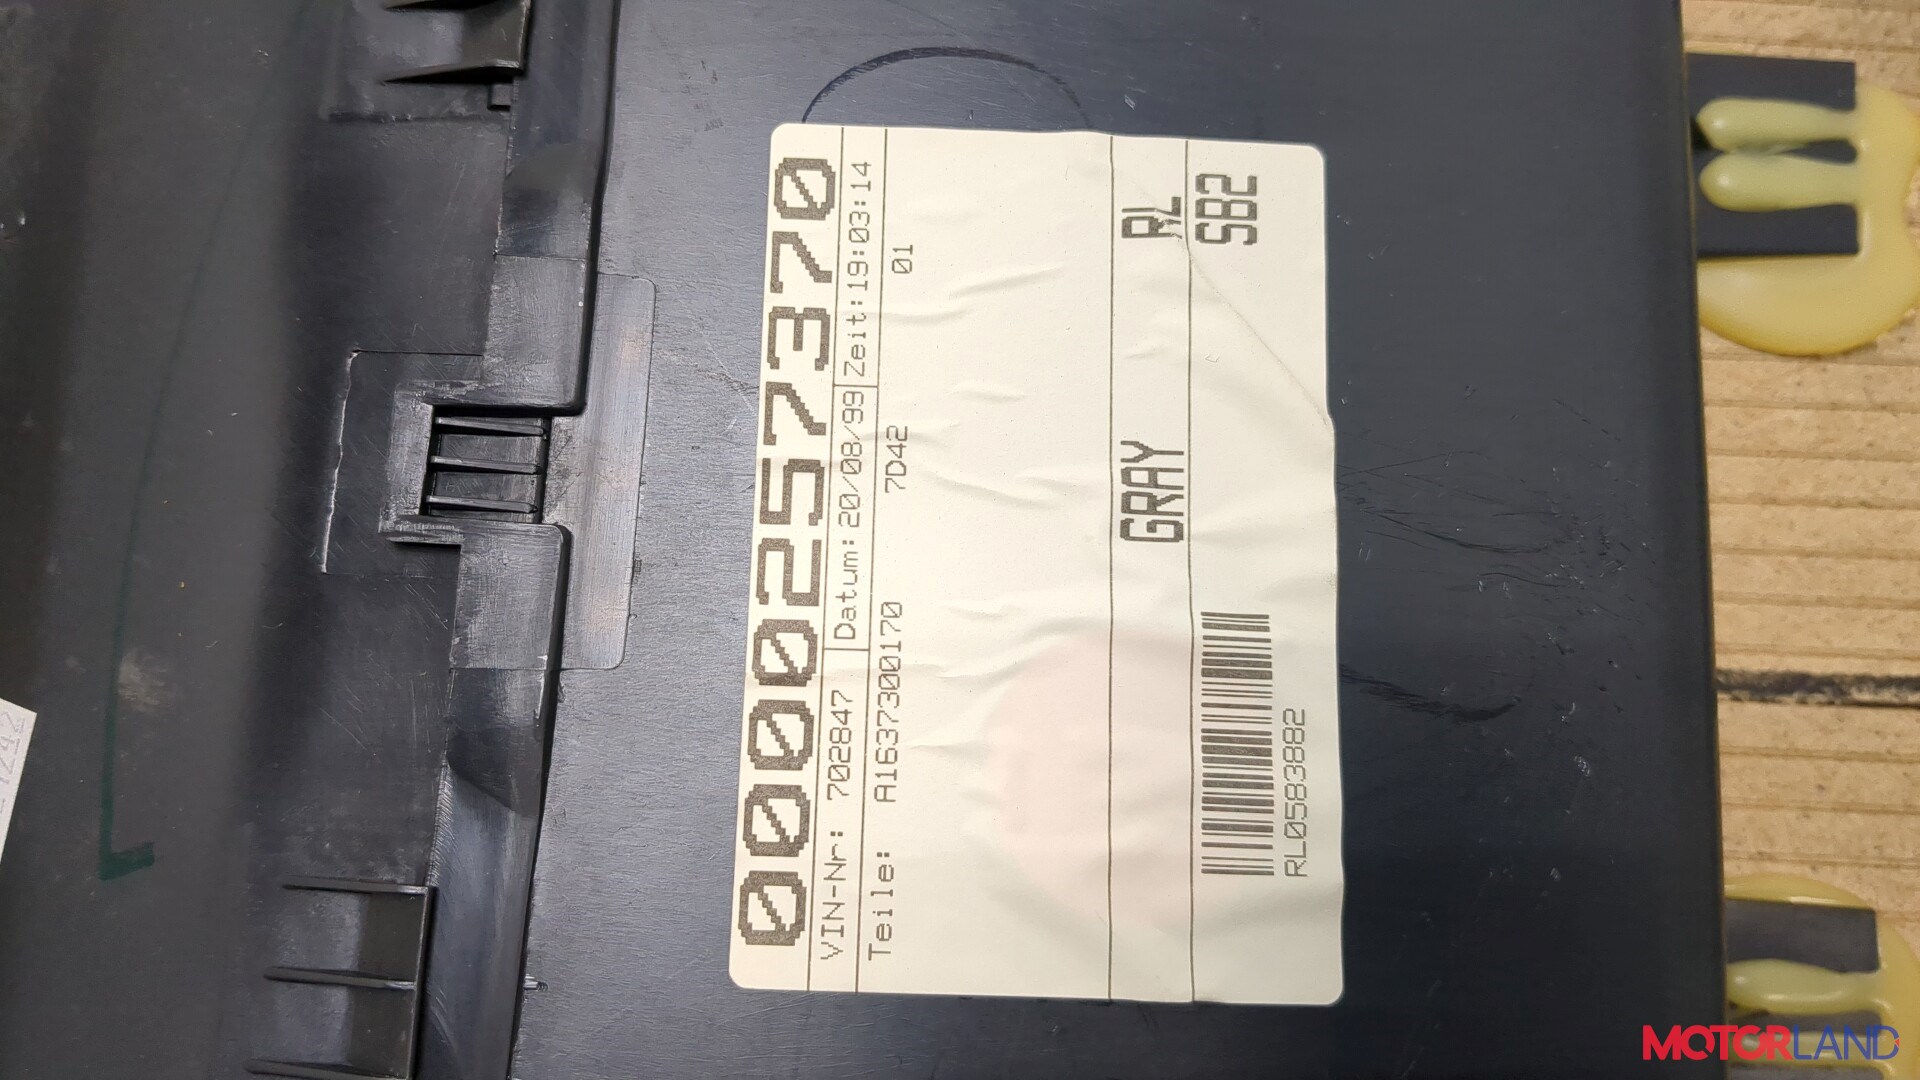 0000257370
VIN-Nr: 702847 Datum: 20/08/99 Zeit: 19:03:14
Teile: A1637300170 7D42 01
GRAY RL
SB2
RL0583882
MOTORLAND